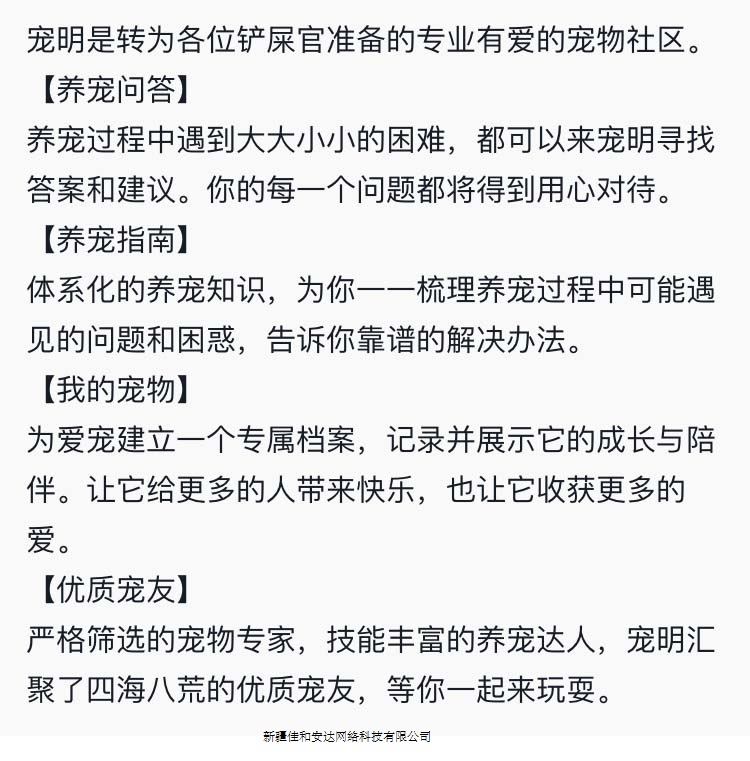 宠明是转为各位铲屎官准备的专业有爱的宠物社区。
【养宠问答】
养宠过程中遇到大大小小的困难，都可以来宠明寻找
答案和建议。你的每一个问题都将得到用心对待。
【养宠指南】
体系化的养宠知识，为你一一梳理养宠过程中可能遇
见的问题和困惑，告诉你靠谱的解决办法。
【我的宠物】
为爱宠建立一个专属档案，记录并展示它的成长与陪
伴。让它给更多的人带来快乐，也让它收获更多的
爱。
【优质宠友】
严格筛选的宠物专家，技能丰富的养宠达人，宠明汇
聚了四海八荒的优质宠友，等你一起来玩耍。
新疆佳和安达网络科技有限公司